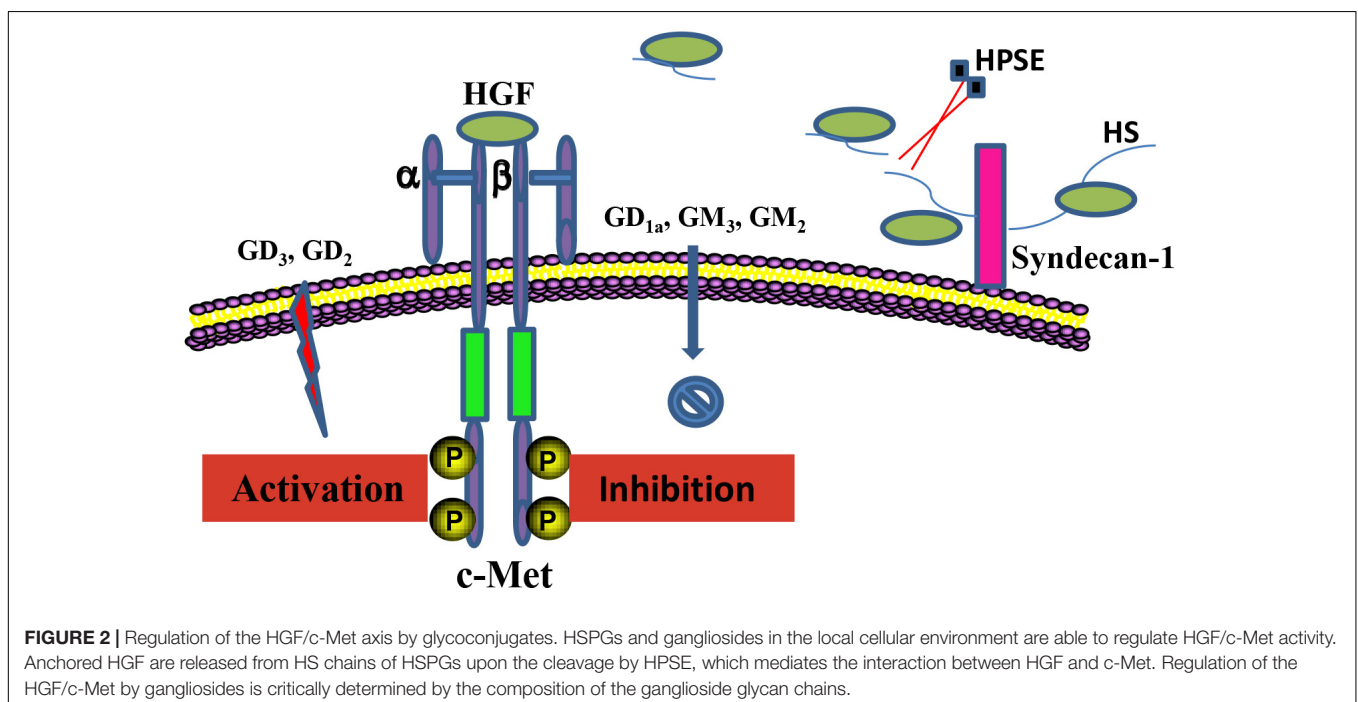 HPSE
HGF
HS
α
β
GD1a, GM3, GM2
GD3, GD2
Syndecan-1
P
P
Activation
Inhibition
P
P
c-Met
FIGURE 2 | Regulation of the HGF/c-Met axis by glycoconjugates. HSPGs and gangliosides in the local cellular environment are able to regulate HGF/c-Met activity.
Anchored HGF are released from HS chains of HSPGs upon the cleavage by HPSE, which mediates the interaction between HGF and c-Met. Regulation of the
HGF/c-Met by gangliosides is critically determined by the composition of the ganglioside glycan chains.